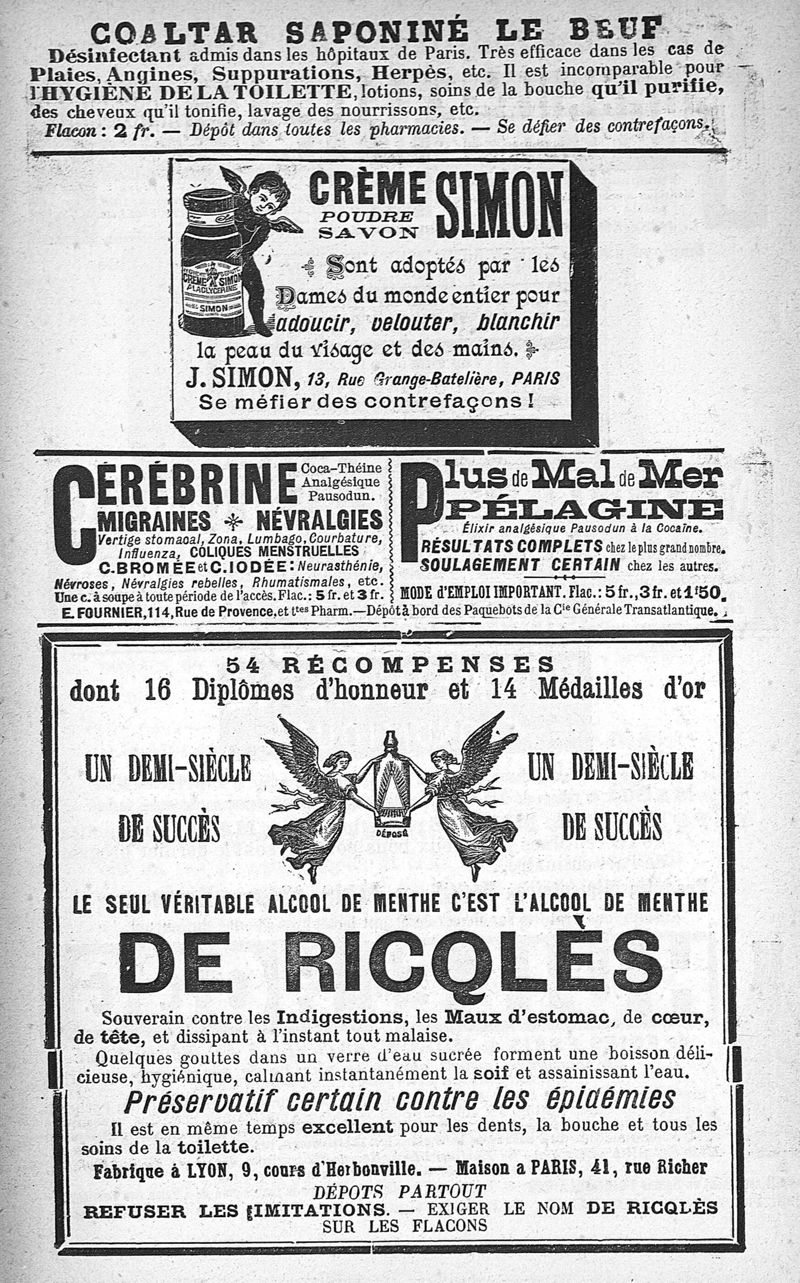 COALTAR SAPONINÉ LE BEUF
Désinfectant admis dans les hôpitaux de Paris. Très efficace dans les cas de
Plaies, Angines, Suppurations, Herpès, etc. Il est incomparable pour
l'HYGIÈNE DE LA TOILETTE, lotions, soins de la bouche qu'il purifie,
des cheveux qu'il tonifie, lavage des nourrissons, etc.
Flacon : 2 fr. — Dépôt dans toutes les pharmacies. — Se défier des contrefaçons.
CRÈME SIMON
POUDRE
SAVON
CRÈME SIMON
SIMON
Sont adoptés par les
Dames du monde entier pour
adoucir, velouter, blanchir
la peau du visage et des mains.
J. SIMON, 13, Rue Grange-Batelière, PARIS
Se méfier des contrefaçons !
CÉRÉBRINE
Coca-Théine
Analgésique
Pausodun.
MIGRAINES NÉVRALGIES
Vertige stomacal, Zona, Lumbago, Courbature,
Influenza, COLIQUES MENSTRUELLES
C. BROMÉE et C. IODÉE : Neurasthénie,
Névroses, Névralgies rebelles, Rhumatismales, etc.
Une c. à soupe à toute période de l'accès. Flac. : 5 fr. et 3 fr.
Plus de Mal de Mer
PÉLAGINE
Élixir analgésique Pausodun à la Cocaïne.
RÉSULTATS COMPLETS chez le plus grand nombre.
SOULAGEMENT CERTAIN chez les autres.
MODE D'EMPLOI IMPORTANT. Flac. : 5 fr., 3 fr. et 1f50.
E. FOURNIER, 114, Rue de Provence, et ttes Pharm. — Dépôt à bord des Paquebots de la Cie Générale Transatlantique.
54 RÉCOMPENSES
dont 16 Diplômes d'honneur et 14 Médailles d'or
UN DEMI-SIÈCLE
DE SUCCÈS
DÉPOSÉ
UN DEMI-SIÈCLE
DE SUCCÈS
LE SEUL VÉRITABLE ALCOOL DE MENTHE C'EST L'ALCOOL DE MENTHE
DE RICQLÈS
Souverain contre les Indigestions, les Maux d'estomac, de cœur,
de tête, et dissipant à l'instant tout malaise.
Quelques gouttes dans un verre d'eau sucrée forment une boisson déli-
cieuse, hygiénique, calmant instantanément la soif et assainissant l'eau.
Préservatif certain contre les épidémies
Il est en même temps excellent pour les dents, la bouche et tous les
soins de la toilette.
Fabrique à LYON, 9, cours d'Herbonville. — Maison a PARIS, 41, rue Richer
DÉPOTS PARTOUT
REFUSER LES IMITATIONS. — EXIGER LE NOM DE RICQLÈS
SUR LES FLACONS